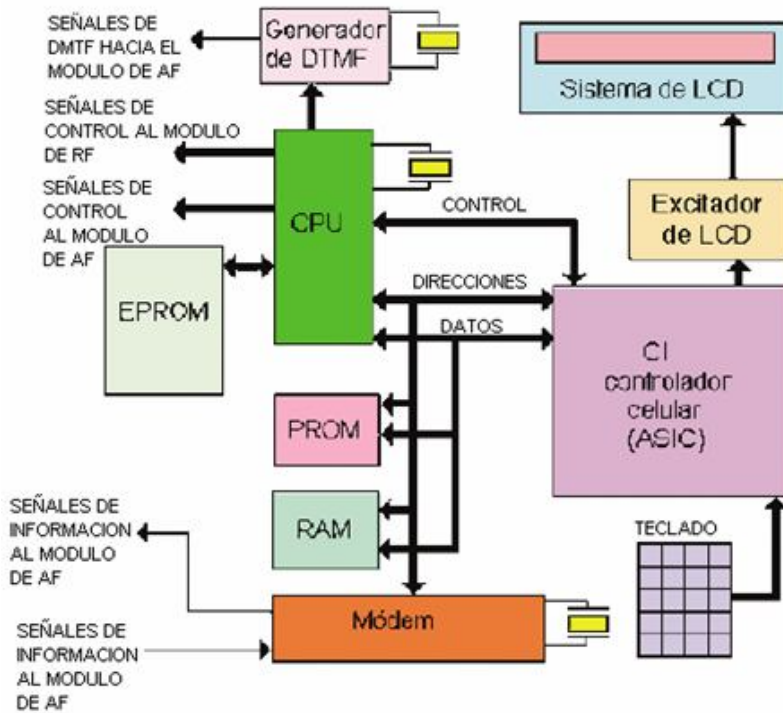 SEÑALES DE
DMTF HACIA EL
MODULO DE AF
Generador
de DTMF
Sistema de LCD
SEÑALES DE
CONTROL AL MODULO
DE RF
SEÑALES DE
CONTROL
AL MODULO
DE AF
CPU
CONTROL
Excitador
de LCD
EPROM
DIRECCIONES
DATOS
CI
controlador
celular
(ASIC)
PROM
RAM
SEÑALES DE
INFORMACION
AL MODULO
DE AF
TECLADO
Módem
SEÑALES DE
INFORMACION
AL MODULO
DE AF